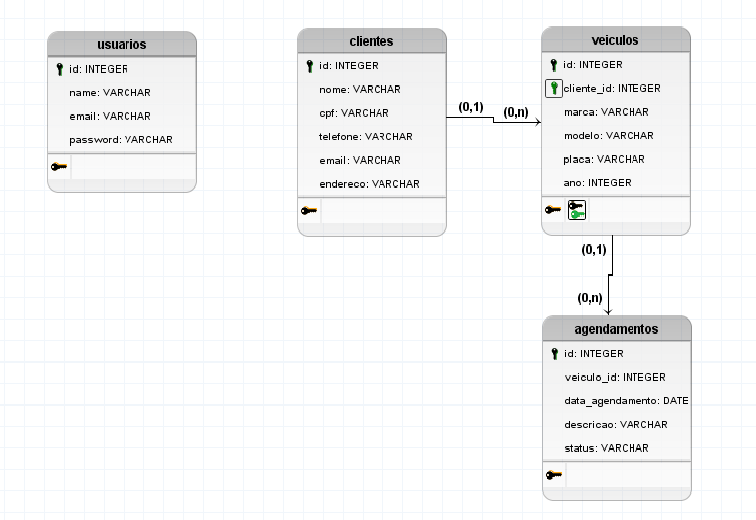 usuarios
id: INTEGER
name: VARCHAR
email: VARCHAR
password: VARCHAR
clientes
id: INTEGER
nome: VARCHAR
cpf: VARCHAR
telefone: VARCHAR
email: VARCHAR
endereco: VARCHAR
(0,1)
(0,n)
veiculos
id: INTEGER
cliente_id: INTEGER
marca: VARCHAR
modelo: VARCHAR
placa: VARCHAR
ano: INTEGER
(0,1)
(0,n)
agendamentos
id: INTEGER
veiculo_id: INTEGER
data_agendamento: DATE
descricao: VARCHAR
status: VARCHAR